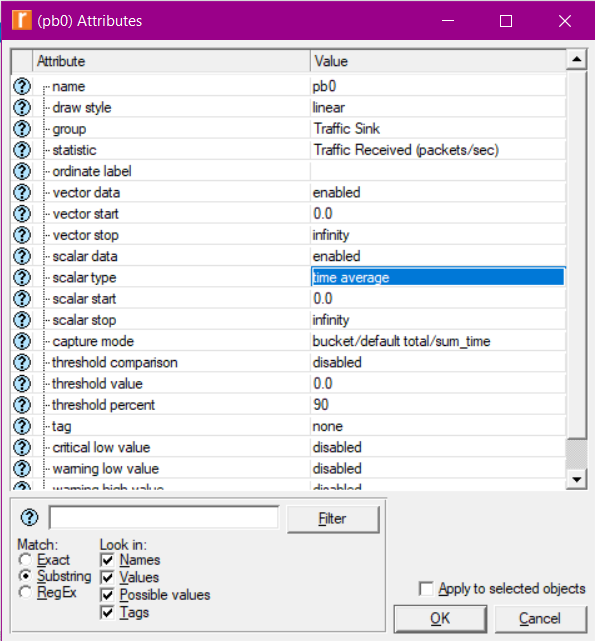 (pb0) Attributes
Attribute Value
name pb0
draw style linear
group Traffic Sink
statistic Traffic Received (packets/sec)
ordinate label
vector data enabled
vector start 0.0
vector stop infinity
scalar data enabled
scalar type time average
scalar start 0.0
scalar stop infinity
capture mode bucket/default total/sum_time
threshold comparison disabled
threshold value 0.0
threshold percent 90
tag none
critical low value disabled
warning low value disabled
warning high value disabled
Filter
Match: Look in:
Exact Names
Substring Values
RegEx Possible values
Tags
Apply to selected objects
OK Cancel